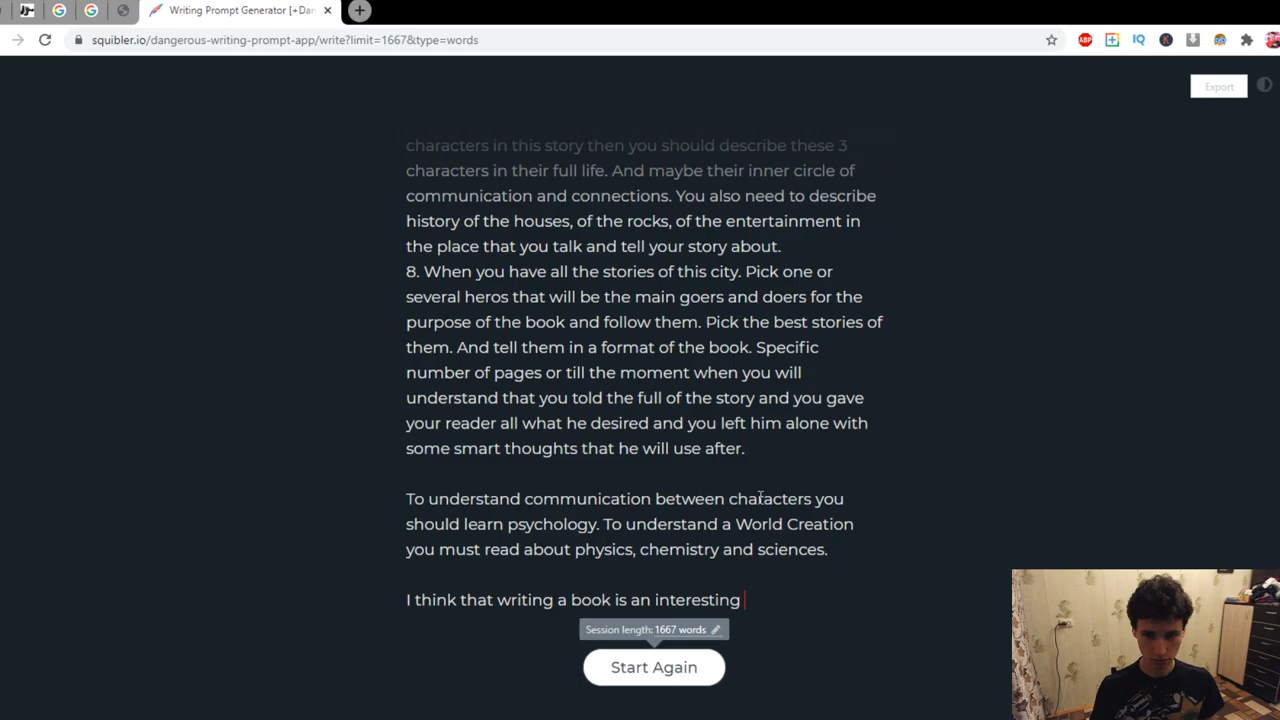 Writing Prompt Generator [+Dan
squibler.io/dangerous-writing-prompt-app/write?limit=1667&type=words
ABP
IQ
K
Export
characters in this story then you should describe these 3
characters in their full life. And maybe their inner circle of
communication and connections. You also need to describe
history of the houses, of the rocks, of the entertainment in
the place that you talk and tell your story about.
8. When you have all the stories of this city. Pick one or
several heros that will be the main goers and doers for the
purpose of the book and follow them. Pick the best stories of
them. And tell them in a format of the book. Specific
number of pages or till the moment when you will
understand that you told the full of the story and you gave
your reader all what he desired and you left him alone with
some smart thoughts that he will use after.
To understand communication between characters you
should learn psychology. To understand a World Creation
you must read about physics, chemistry and sciences.
I think that writing a book is an interesting
Session length: 1667 words
Start Again